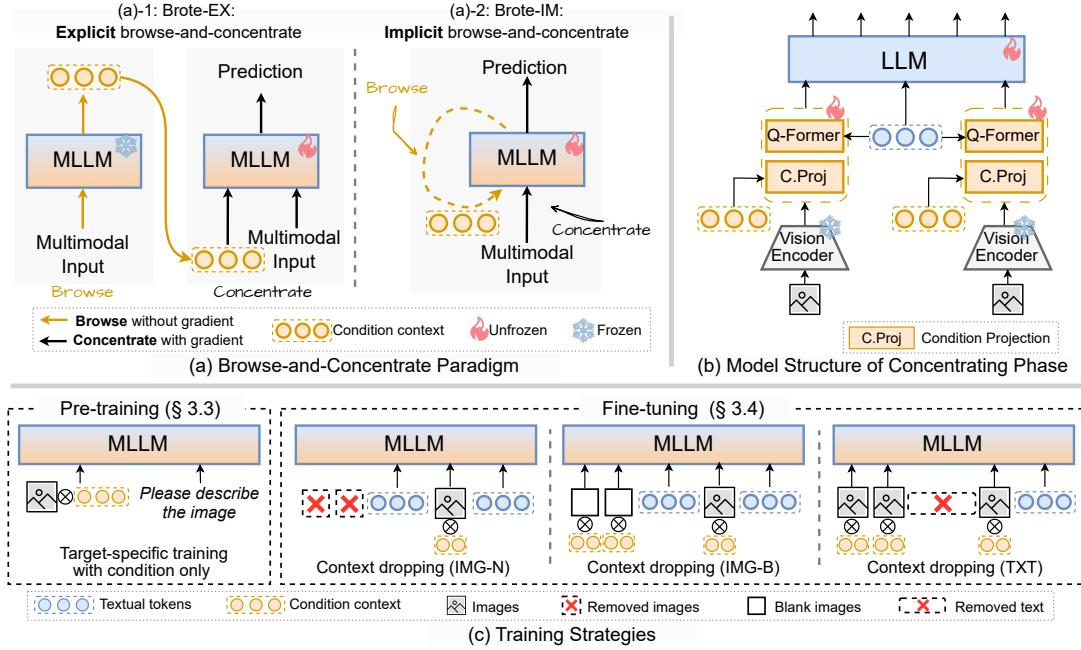 (a)-1: Brote-EX:
Explicit browse-and-concentrate
Prediction
MLLM
MLLM
Multimodal
Input
Multimodal
Input
Browse
Concentrate
(a)-2: Brote-IM:
Implicit browse-and-concentrate
Prediction
Browse
MLLM
Concentrate
Multimodal
Input
Browse without gradient
Concentrate with gradient
Condition context
Unfrozen
Frozen
(a) Browse-and-Concentrate Paradigm
LLM
Q-Former
Q-Former
C.Proj
C.Proj
Vision
Encoder
Vision
Encoder
C.Proj
Condition Projection
(b) Model Structure of Concentrating Phase
Pre-training (§ 3.3)
MLLM
Please describe
the image
Target-specific training
with condition only
Fine-tuning (§ 3.4)
MLLM
MLLM
MLLM
Context dropping (IMG-N)
Context dropping (IMG-B)
Context dropping (TXT)
Textual tokens
Condition context
Images
Removed images
Blank images
Removed text
(c) Training Strategies